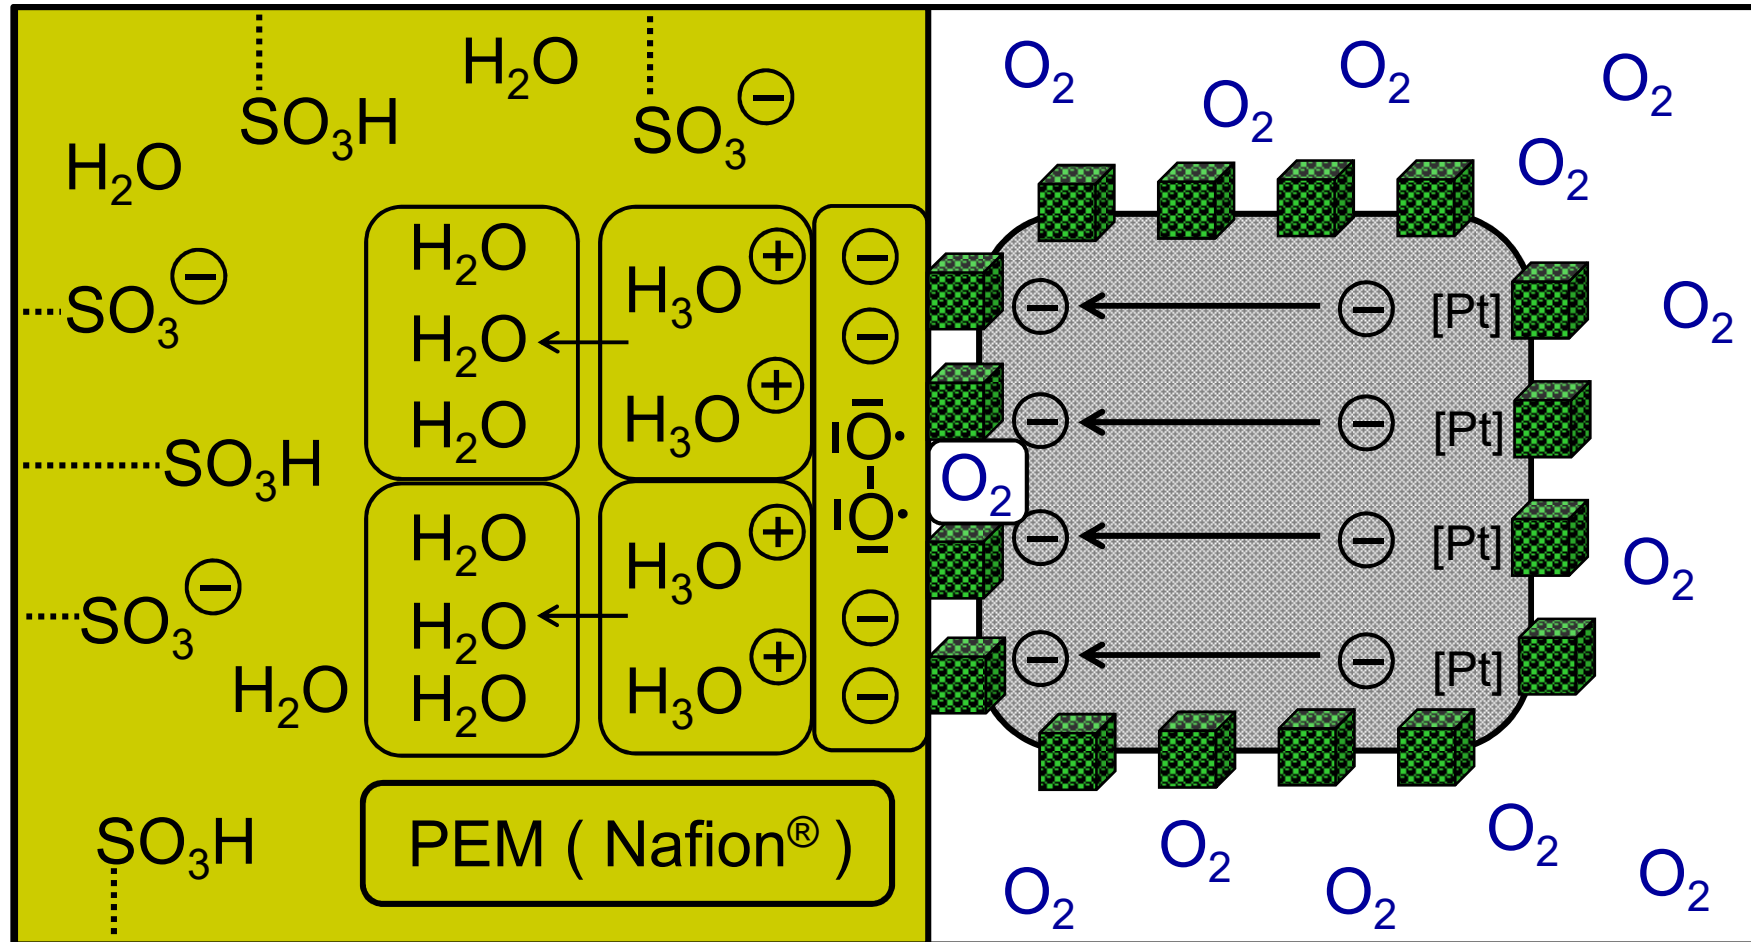 H₂O
SO₃H
SO₃⊖
H₂O
SO₃⊖
SO₃H
SO₃⊖
H₂O
SO₃H
H₂O
H₂O
H₂O
H₂O
H₂O
H₂O
H₃O⊕
H₃O⊕
H₃O⊕
H₃O⊕
⊖
⊖
|O·
|O·
⊖
⊖
PEM ( Nafion® )
O₂
O₂
O₂
O₂
O₂
O₂
O₂
⊖ ⊖ [Pt]
⊖ ⊖ [Pt]
⊖ ⊖ [Pt]
⊖ ⊖ [Pt]
O₂
O₂
O₂
O₂
O₂
O₂